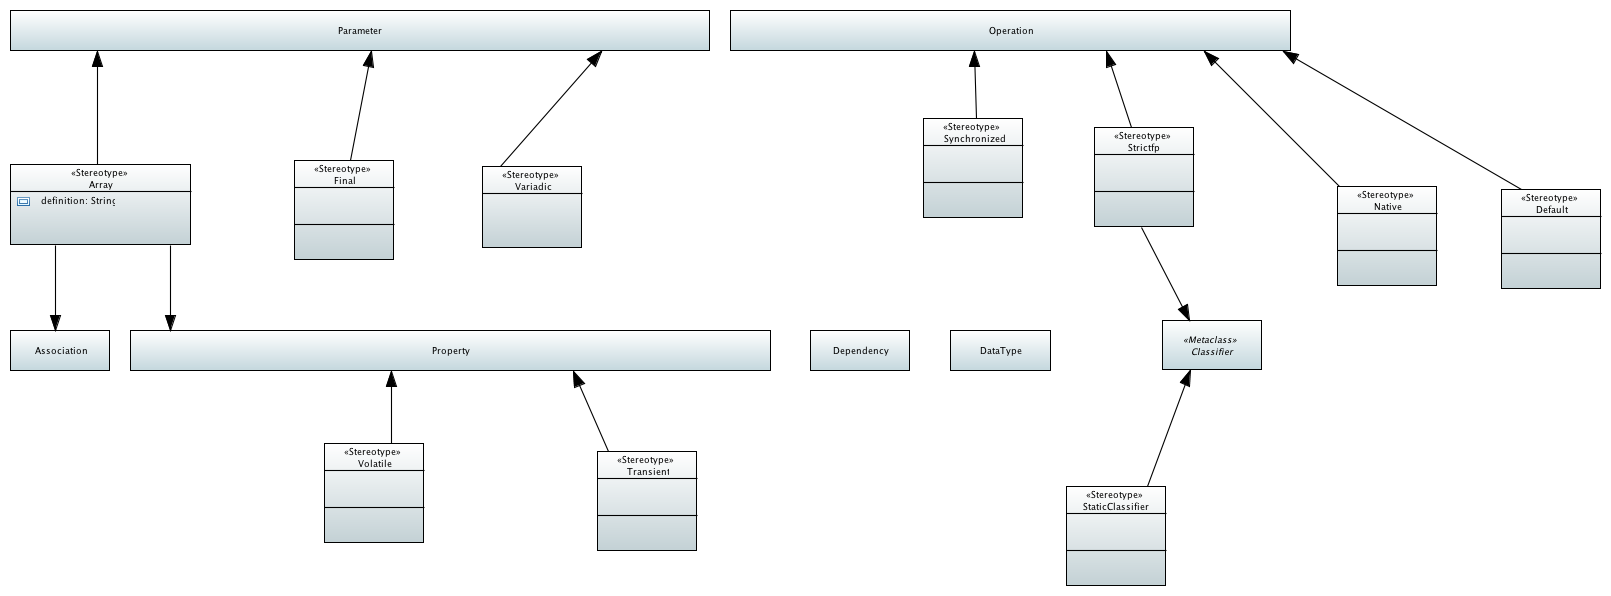 Parameter
Operation
«Stereotype»
Synchronized
«Stereotype»
Strictfp
«Stereotype»
Array
definition: String
«Stereotype»
Final
«Stereotype»
Variadic
«Stereotype»
Native
«Stereotype»
Default
Association
Property
Dependency
DataType
«Metaclass»
Classifier
«Stereotype»
Volatile
«Stereotype»
Transient
«Stereotype»
StaticClassifier